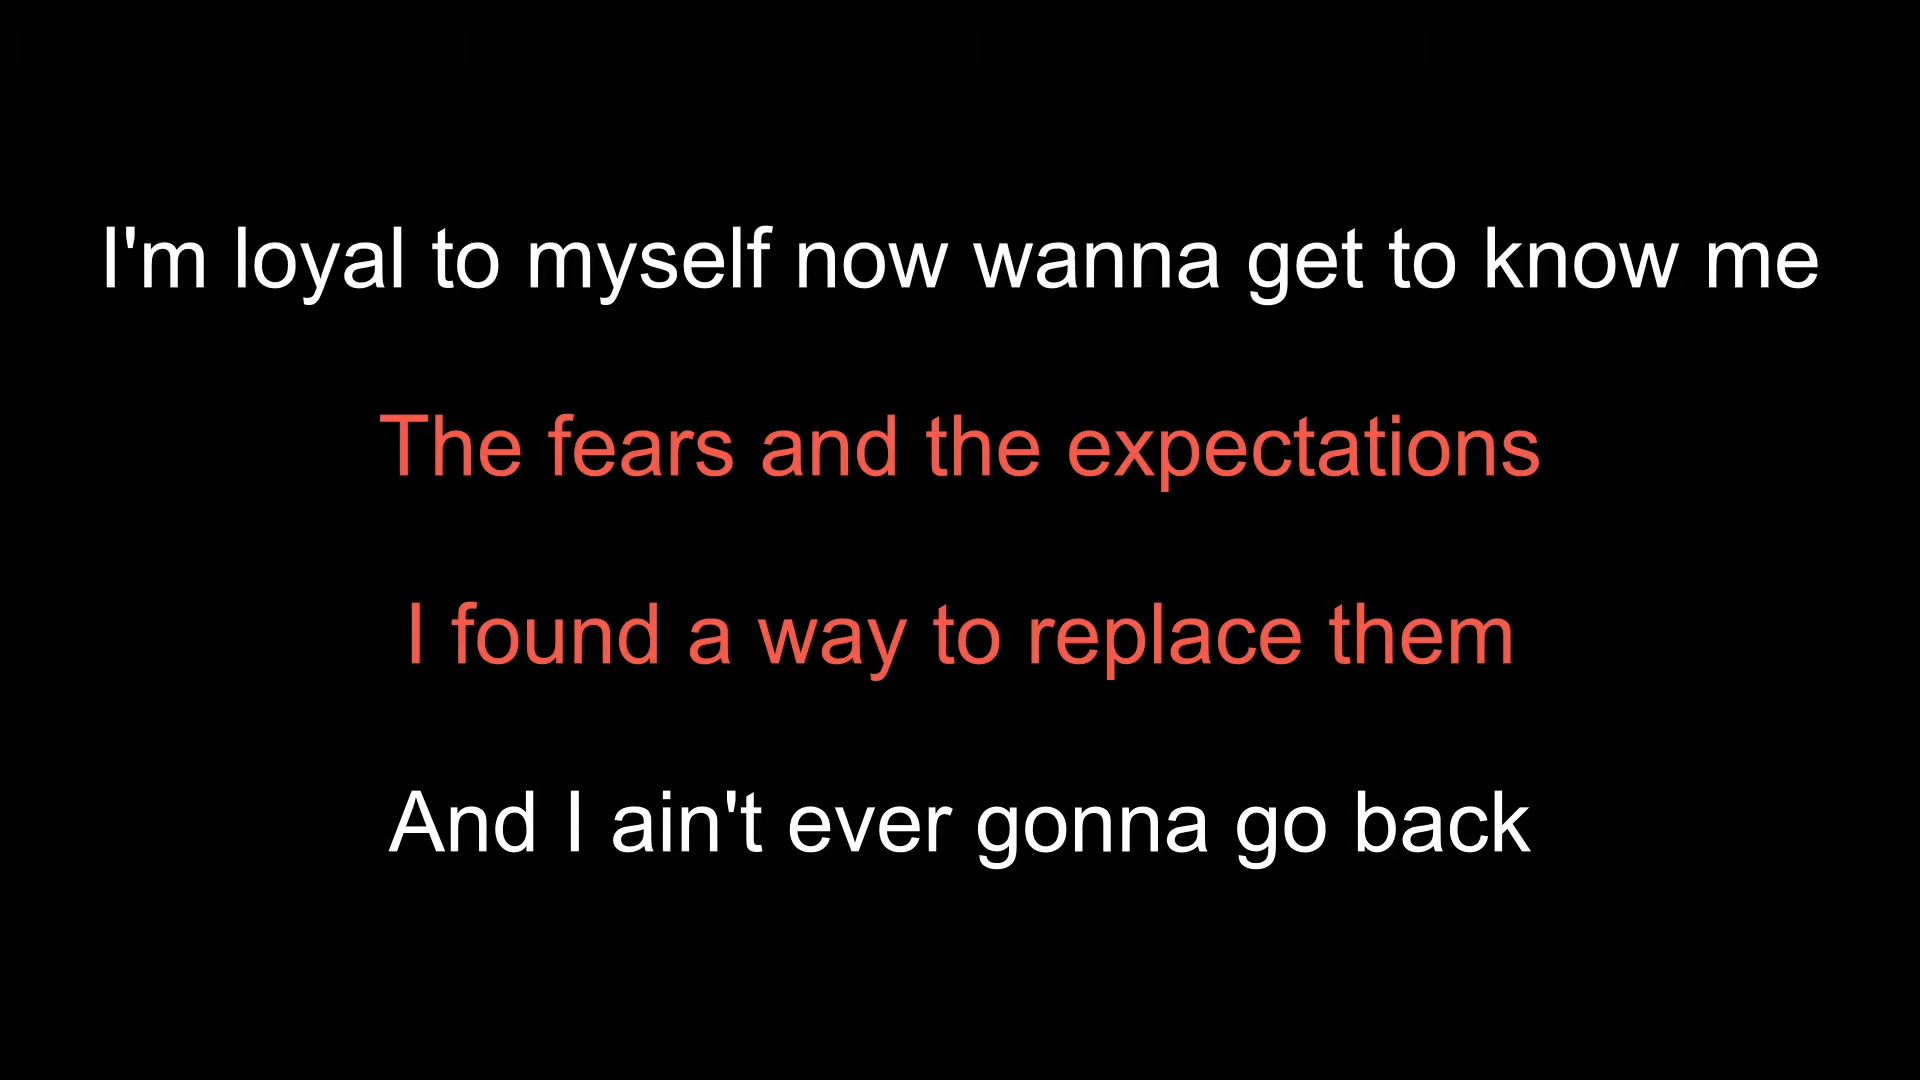 I'm loyal to myself now wanna get to know me
The fears and the expectations
I found a way to replace them
And I ain't ever gonna go back